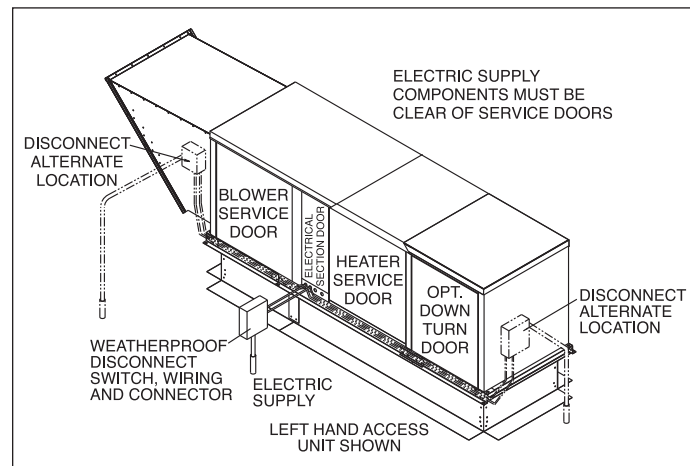 ELECTRIC SUPPLY
COMPONENTS MUST BE
CLEAR OF SERVICE DOORS
DISCONNECT
ALTERNATE
LOCATION
BLOWER
SERVICE
DOOR
ELECTRICAL
SECTION DOOR
HEATER
SERVICE
DOOR
OPT.
DOWN
TURN
DOOR
DISCONNECT
ALTERNATE
LOCATION
WEATHERPROOF
DISCONNECT
SWITCH, WIRING
AND CONNECTOR
ELECTRIC
SUPPLY
LEFT HAND ACCESS
UNIT SHOWN